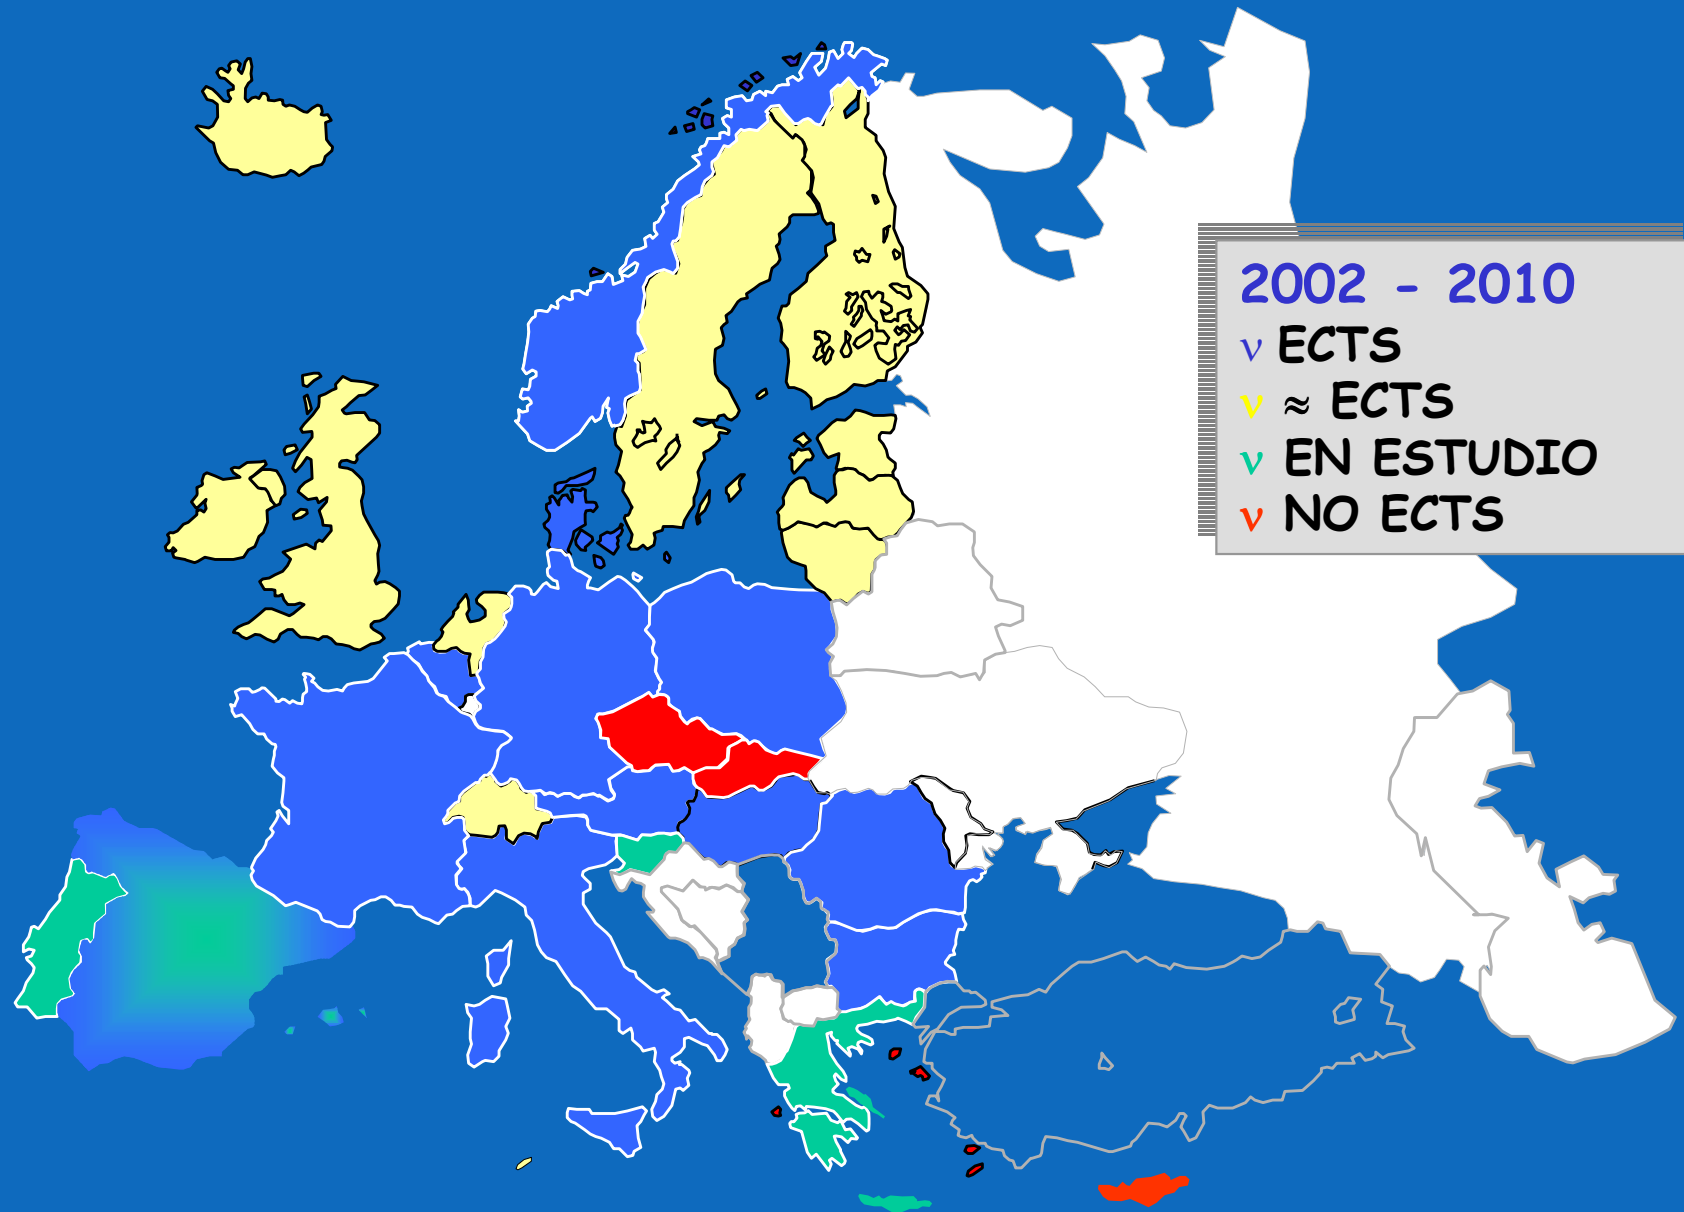 2002 - 2010
ν ECTS
ν ≈ ECTS
ν EN ESTUDIO
ν NO ECTS